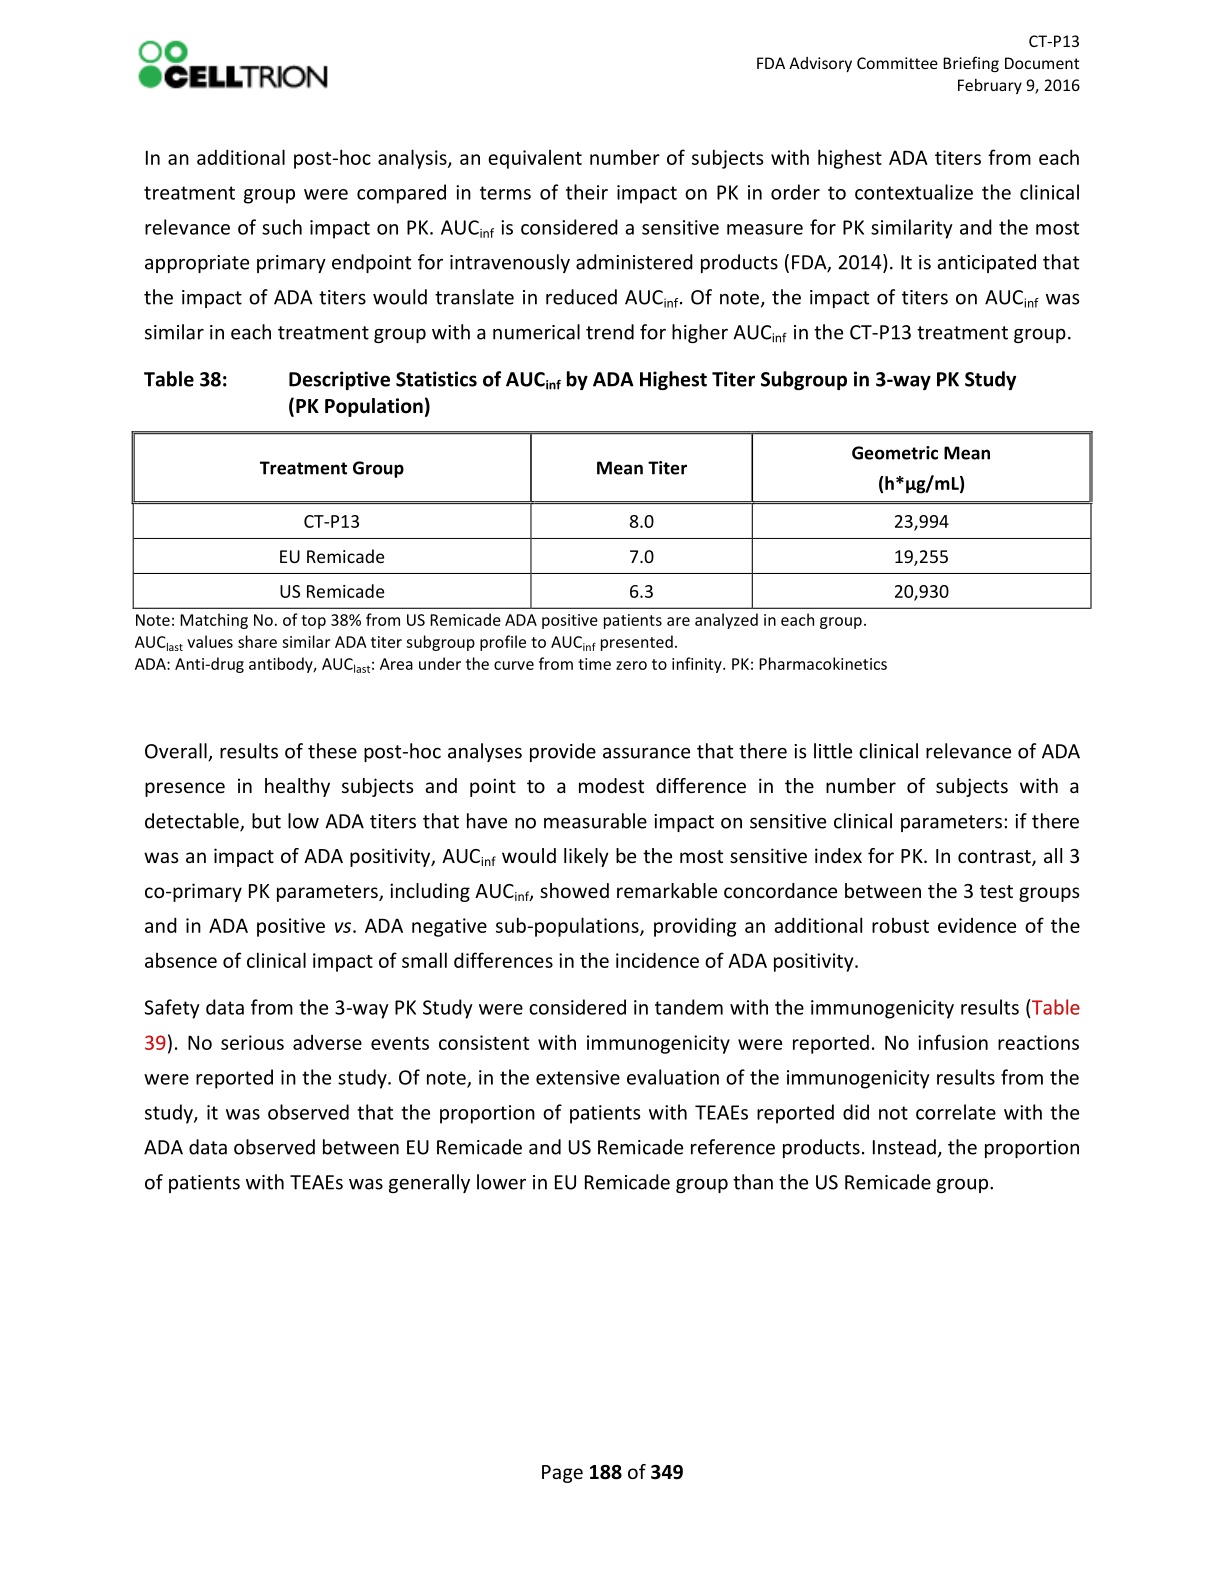 CELLTRION
CT-P13
FDA Advisory Committee Briefing Document
February 9, 2016
In an additional post-hoc analysis, an equivalent number of subjects with highest ADA titers from each
treatment group were compared in terms of their impact on PK in order to contextualize the clinical
relevance of such impact on PK. AUCinf is considered a sensitive measure for PK similarity and the most
appropriate primary endpoint for intravenously administered products (FDA, 2014). It is anticipated that
the impact of ADA titers would translate in reduced AUCinf. Of note, the impact of titers on AUCinf was
similar in each treatment group with a numerical trend for higher AUCinf in the CT-P13 treatment group.
Table 38: Descriptive Statistics of AUCinf by ADA Highest Titer Subgroup in 3-way PK Study
(PK Population)
Treatment Group Mean Titer Geometric Mean
(h*µg/mL)
CT-P13 8.0 23,994
EU Remicade 7.0 19,255
US Remicade 6.3 20,930
Note: Matching No. of top 38% from US Remicade ADA positive patients are analyzed in each group.
AUClast values share similar ADA titer subgroup profile to AUCinf presented.
ADA: Anti-drug antibody, AUClast: Area under the curve from time zero to infinity. PK: Pharmacokinetics
Overall, results of these post-hoc analyses provide assurance that there is little clinical relevance of ADA
presence in healthy subjects and point to a modest difference in the number of subjects with a
detectable, but low ADA titers that have no measurable impact on sensitive clinical parameters: if there
was an impact of ADA positivity, AUCinf would likely be the most sensitive index for PK. In contrast, all 3
co-primary PK parameters, including AUCinf, showed remarkable concordance between the 3 test groups
and in ADA positive vs. ADA negative sub-populations, providing an additional robust evidence of the
absence of clinical impact of small differences in the incidence of ADA positivity.
Safety data from the 3-way PK Study were considered in tandem with the immunogenicity results (Table
39). No serious adverse events consistent with immunogenicity were reported. No infusion reactions
were reported in the study. Of note, in the extensive evaluation of the immunogenicity results from the
study, it was observed that the proportion of patients with TEAEs reported did not correlate with the
ADA data observed between EU Remicade and US Remicade reference products. Instead, the proportion
of patients with TEAEs was generally lower in EU Remicade group than the US Remicade group.
Page 188 of 349